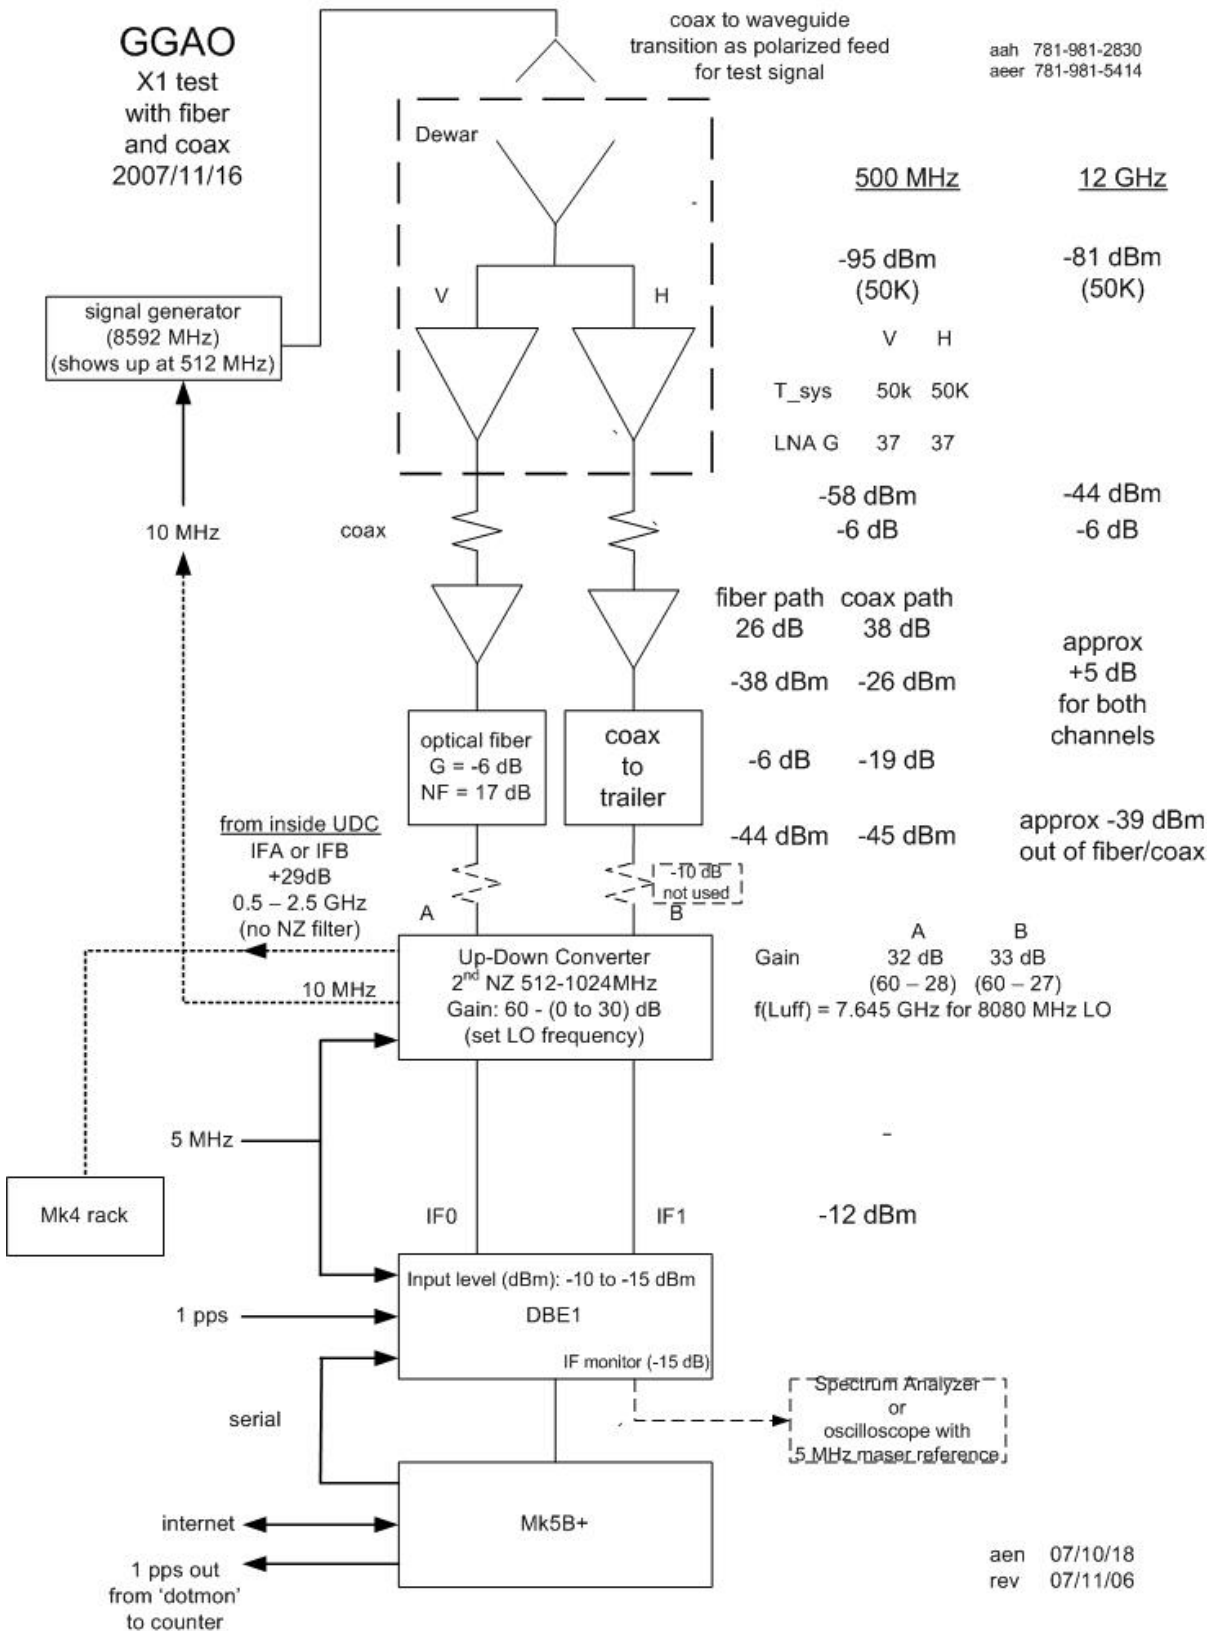 GGAO
X1 test
with fiber
and coax
2007/11/16
coax to waveguide
transition as polarized feed
for test signal
aah 781-981-2830
aeer 781-981-5414
Dewar
500 MHz 12 GHz
-95 dBm -81 dBm
(50K) (50K)
V H
signal generator
(8592 MHz)
(shows up at 512 MHz)
V H
T_sys 50k 50K
LNA G 37 37
-58 dBm -44 dBm
-6 dB -6 dB
10 MHz
coax
fiber path coax path
26 dB 38 dB
-38 dBm -26 dBm
approx
+5 dB
for both
channels
optical fiber
G = -6 dB
NF = 17 dB
coax
to
trailer
-6 dB -19 dB
-44 dBm -45 dBm
approx -39 dBm
out of fiber/coax
from inside UDC
IFA or IFB
+29dB
0.5 – 2.5 GHz
(no NZ filter)
-10 dB
not used
A B
Up-Down Converter
2nd NZ 512-1024MHz
Gain: 60 - (0 to 30) dB
(set LO frequency)
10 MHz
A B
Gain 32 dB 33 dB
(60 – 28) (60 – 27)
f(Luff) = 7.645 GHz for 8080 MHz LO
5 MHz
Mk4 rack
IF0 IF1
-12 dBm
Input level (dBm): -10 to -15 dBm
DBE1
IF monitor (-15 dB)
1 pps
serial
Spectrum Analyzer
or
oscilloscope with
5 MHz maser reference
Mk5B+
internet
1 pps out
from 'dotmon'
to counter
aen 07/10/18
rev 07/11/06